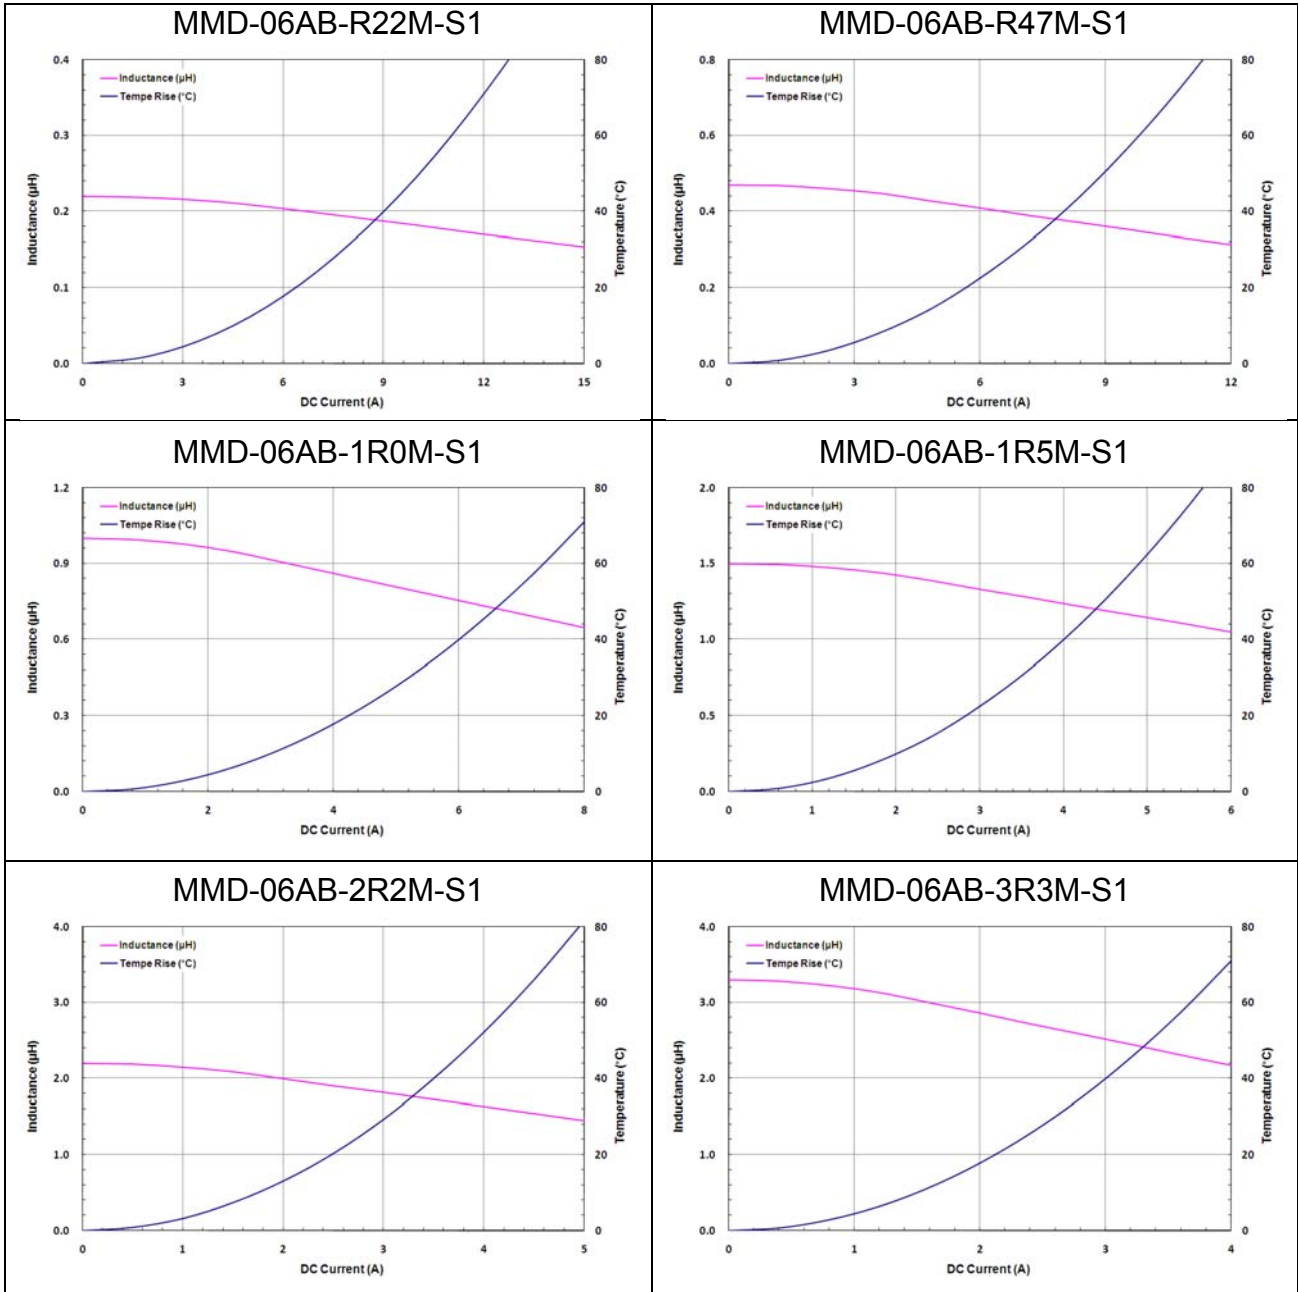 MMD-06AB-R22M-S1
Inductance (µH)
Tempe Rise (°C)
0.4
0.3
0.2
0.1
0.0
80
60
40
20
0
Inductance (µH)
Temperature (°C)
0 3 6 9 12 15
DC Current (A)
MMD-06AB-R47M-S1
Inductance (µH)
Tempe Rise (°C)
0.8
0.6
0.4
0.2
0.0
80
60
40
20
0
Inductance (µH)
Temperature (°C)
0 3 6 9 12
DC Current (A)
MMD-06AB-1R0M-S1
Inductance (µH)
Tempe Rise (°C)
1.2
0.9
0.6
0.3
0.0
80
60
40
20
0
Inductance (µH)
Temperature (°C)
0 2 4 6 8
DC Current (A)
MMD-06AB-1R5M-S1
Inductance (µH)
Tempe Rise (°C)
2.0
1.5
1.0
0.5
0.0
80
60
40
20
0
Inductance (µH)
Temperature (°C)
0 1 2 3 4 5 6
DC Current (A)
MMD-06AB-2R2M-S1
Inductance (µH)
Tempe Rise (°C)
4.0
3.0
2.0
1.0
0.0
80
60
40
20
0
Inductance (µH)
Temperature (°C)
0 1 2 3 4 5
DC Current (A)
MMD-06AB-3R3M-S1
Inductance (µH)
Tempe Rise (°C)
4.0
3.0
2.0
1.0
0.0
80
60
40
20
0
Inductance (µH)
Temperature (°C)
0 1 2 3 4
DC Current (A)